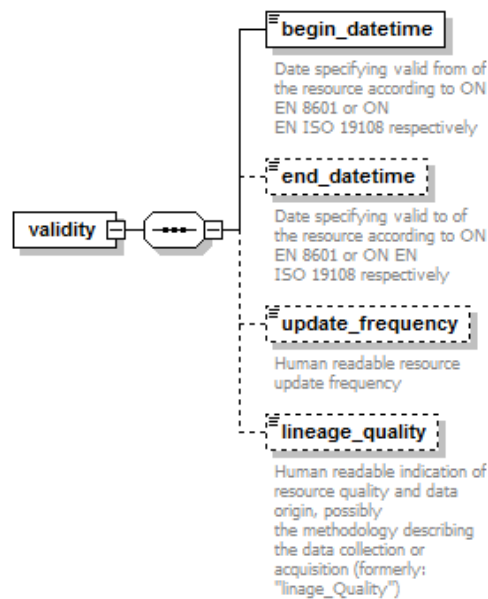 begin_datetime
Date specifying valid from of
the resource according to ON
EN 8601 or ON
EN ISO 19108 respectively
end_datetime
Date specifying valid to of
the resource according to ON
EN 8601 or ON EN
ISO 19108 respectively
validity
update_frequency
Human readable resource
update frequency
lineage_quality
Human readable indication of
resource quality and data
origin, possibly
the methodology describing
the data collection or
acquisition (formerly:
"linage_Quality")